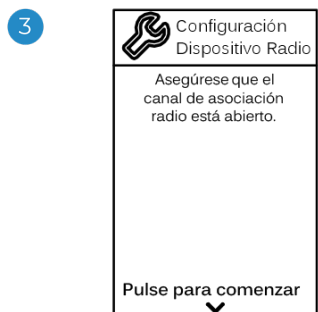 3
Configuración
Dispositivo Radio
Asegúrese que el
canal de asociación
radio está abierto.
Pulse para comenzar